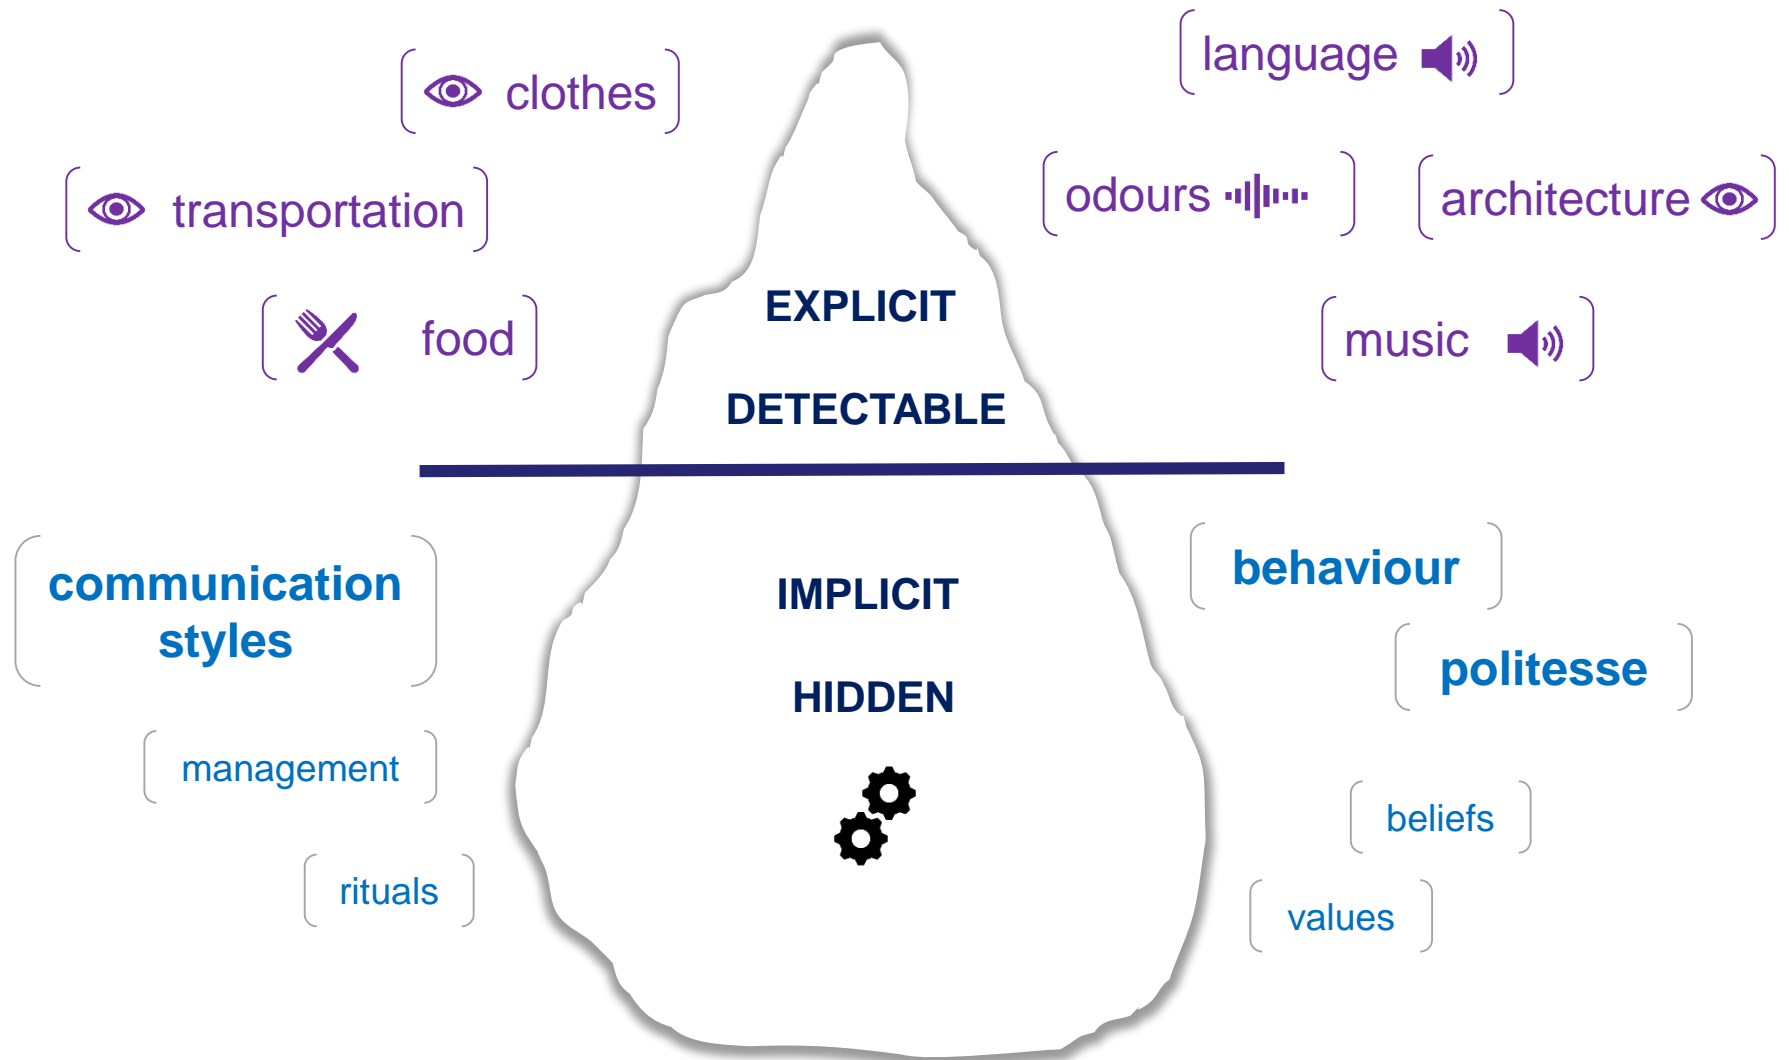 clothes
language
transportation
odours
architecture
food
music
EXPLICIT
DETECTABLE
communication
styles
behaviour
IMPLICIT
politesse
HIDDEN
management
beliefs
rituals
values